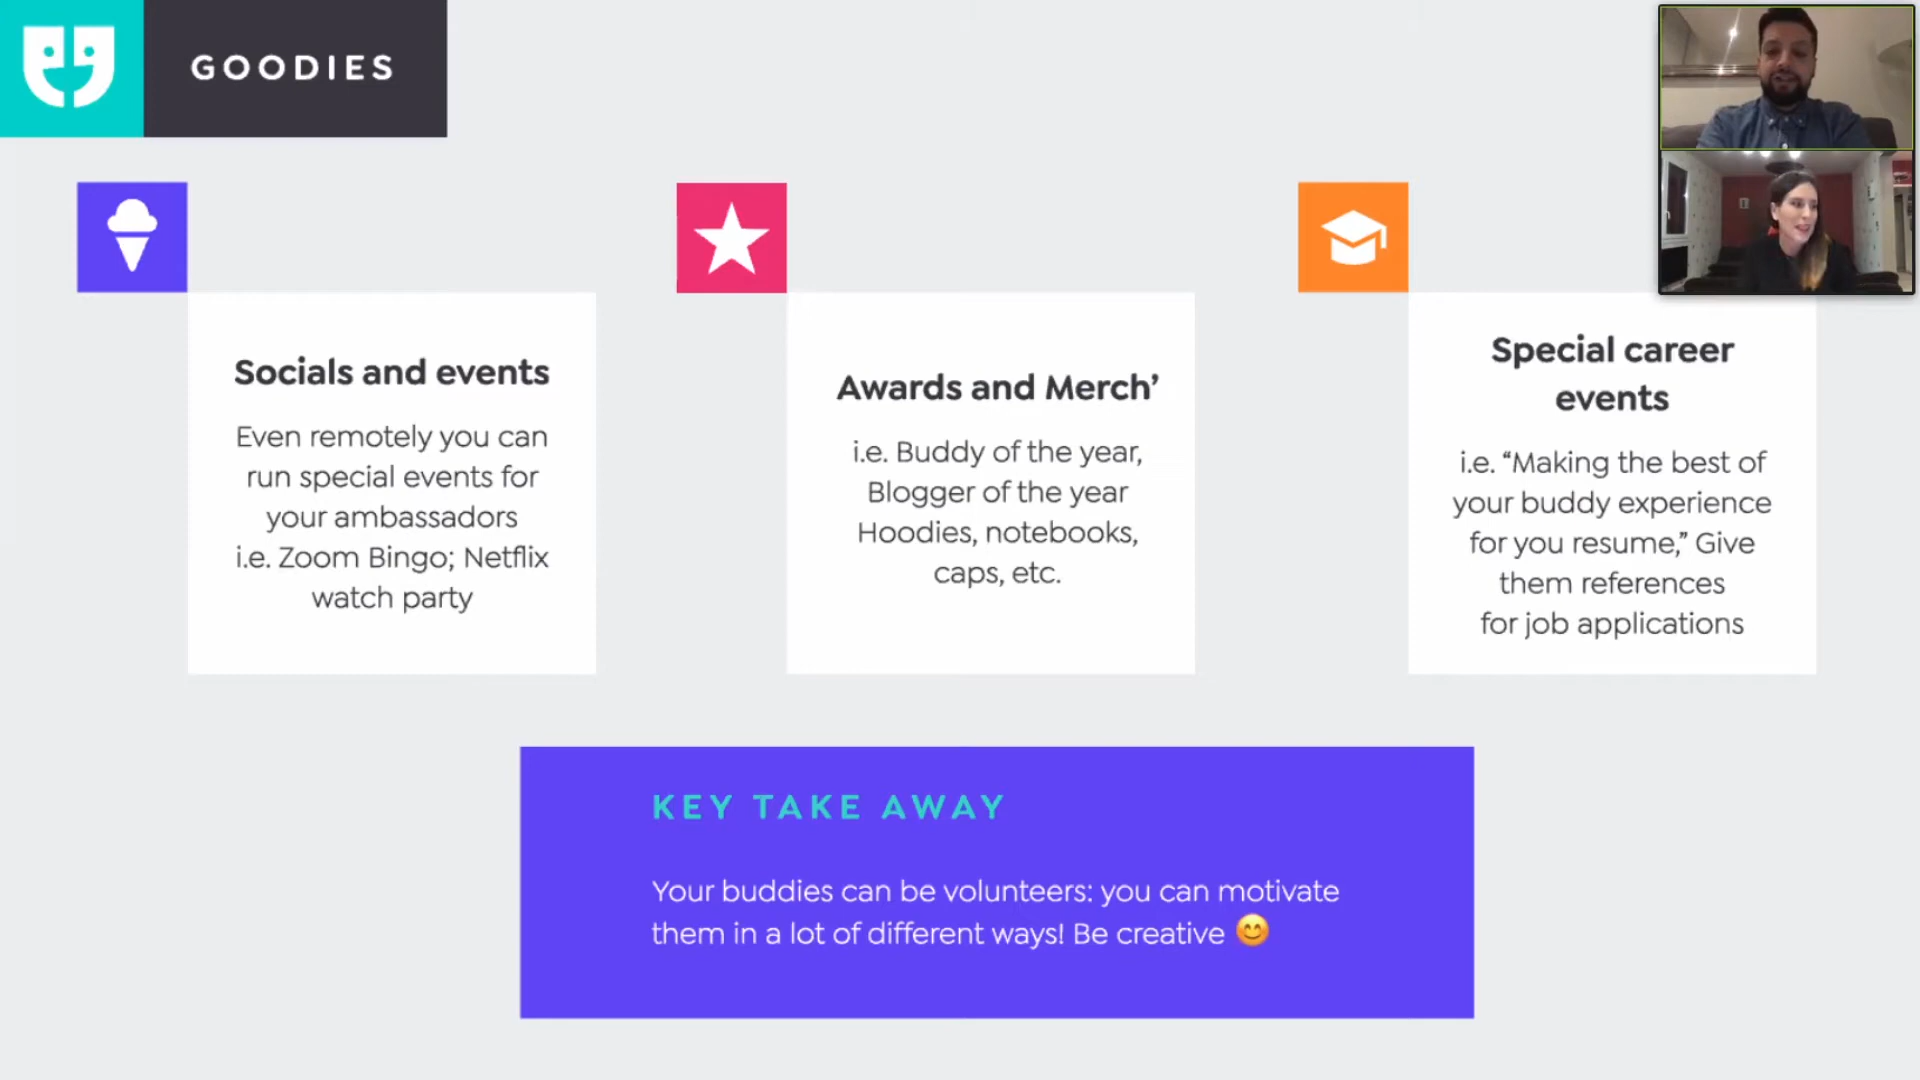 GOODIES
Socials and events
Even remotely you can
run special events for
your ambassadors
i.e. Zoom Bingo; Netflix
watch party
Awards and Merch’
i.e. Buddy of the year,
Blogger of the year
Hoodies, notebooks,
caps, etc.
Special career
events
i.e. “Making the best of
your buddy experience
for you resume,” Give
them references
for job applications
KEY TAKE AWAY
Your buddies can be volunteers: you can motivate
them in a lot of different ways! Be creative 😊